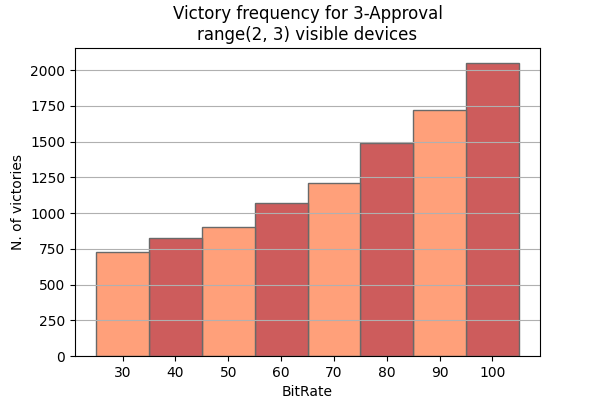 Victory frequency for 3-Approval
range(2, 3) visible devices
N. of victories
2000
1750
1500
1250
1000
750
500
250
0
30 40 50 60 70 80 90 100
BitRate